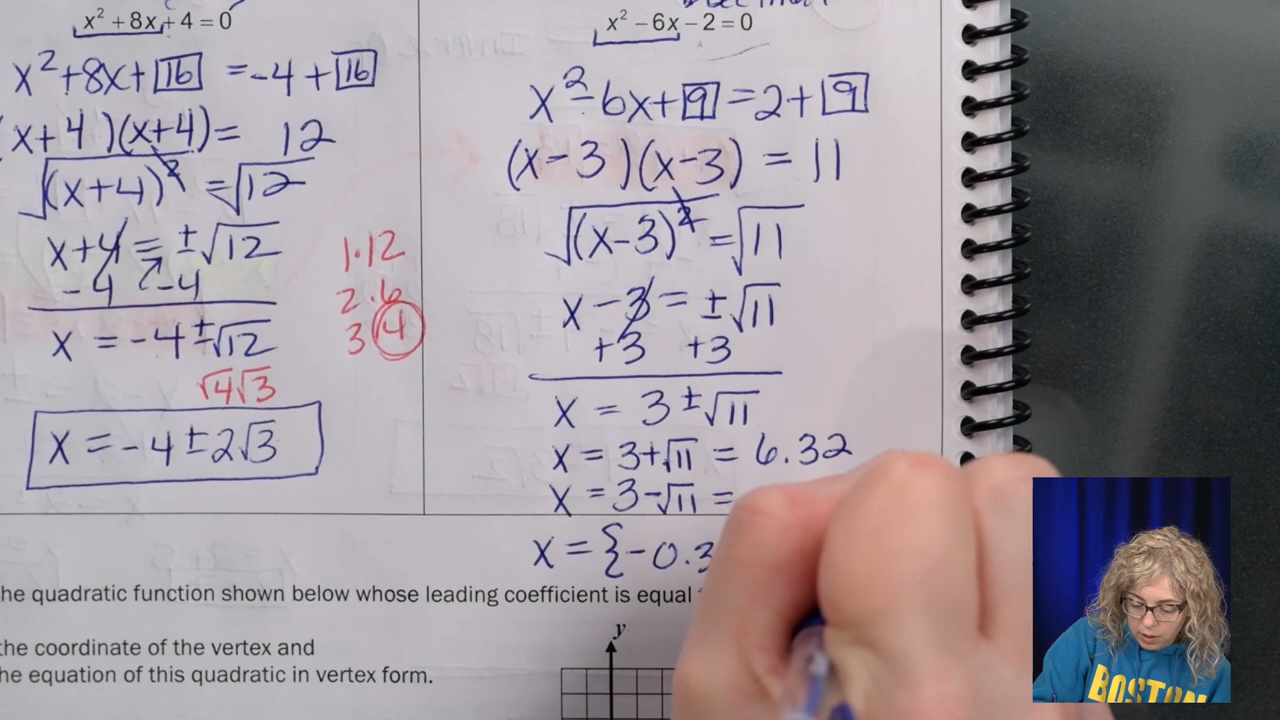 x² + 8x + 4 = 0
x²+8x+16 = -4+16
(x+4)(x+4) = 12
√(x+4)² = √12
x+4 = ±√12
-4 -4
x = -4 ±√12
√4√3
x = -4 ± 2√3
1·12
2·6
3 4
x² − 6x − 2 = 0
x²-6x+9 = 2+9
(x-3)(x-3) = 11
√(x-3)² = √11
x-3 = ±√11
+3 +3
x = 3 ±√11
x = 3+√11 = 6.32
x = 3-√11 =
x = {-0.3
he quadratic function shown below whose leading coefficient is equal
the coordinate of the vertex and
he equation of this quadratic in vertex form.
y
BOSTON